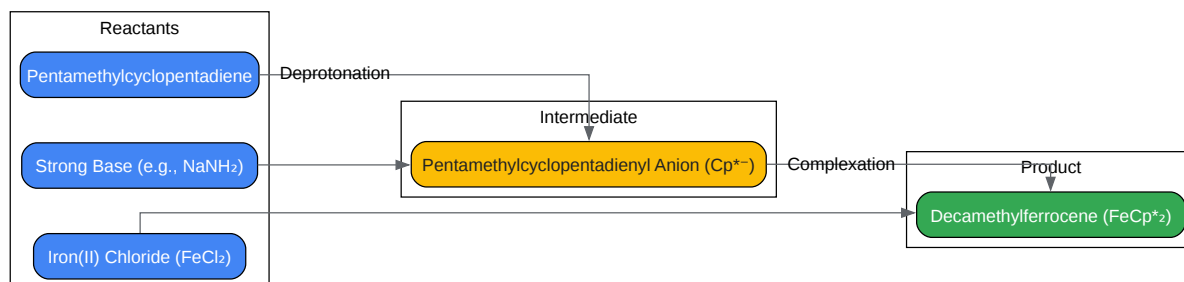 Reactants
Pentamethylcyclopentadiene
Deprotonation
Intermediate
Strong Base (e.g., NaNH₂)
Pentamethylcyclopentadienyl Anion (Cp*⁻)
Complexation
Product
Decamethylferrocene (FeCp*₂)
Iron(II) Chloride (FeCl₂)